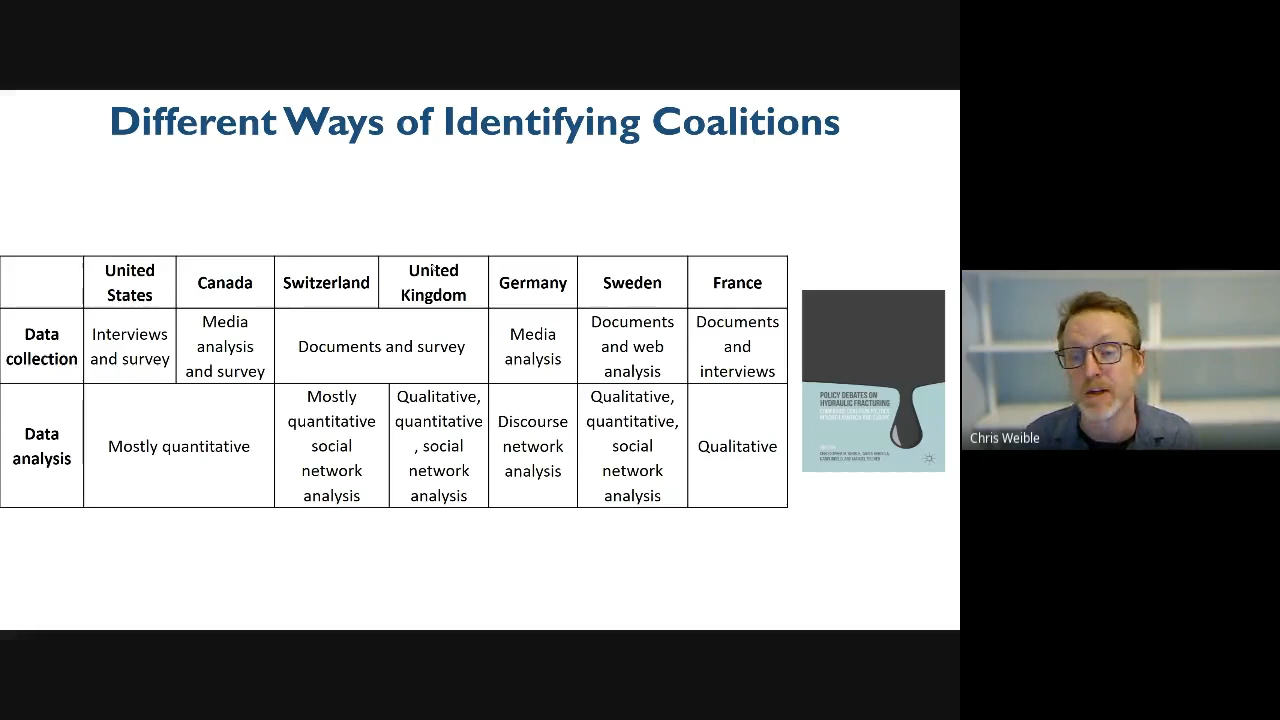 Different Ways of Identifying Coalitions
United
States
Canada
Switzerland
United
Kingdom
Germany
Sweden
France
Data
collection
Interviews
and survey
Media
analysis
and survey
Documents and survey
Media
analysis
Documents
and web
analysis
Documents
and
interviews
Data
analysis
Mostly quantitative
Mostly
quantitative
social
network
analysis
Qualitative,
quantitative
, social
network
analysis
Discourse
network
analysis
Qualitative,
quantitative,
social
network
analysis
Qualitative
POLICY DEBATES ON
HYDRAULIC FRACTURING
Chris Weible